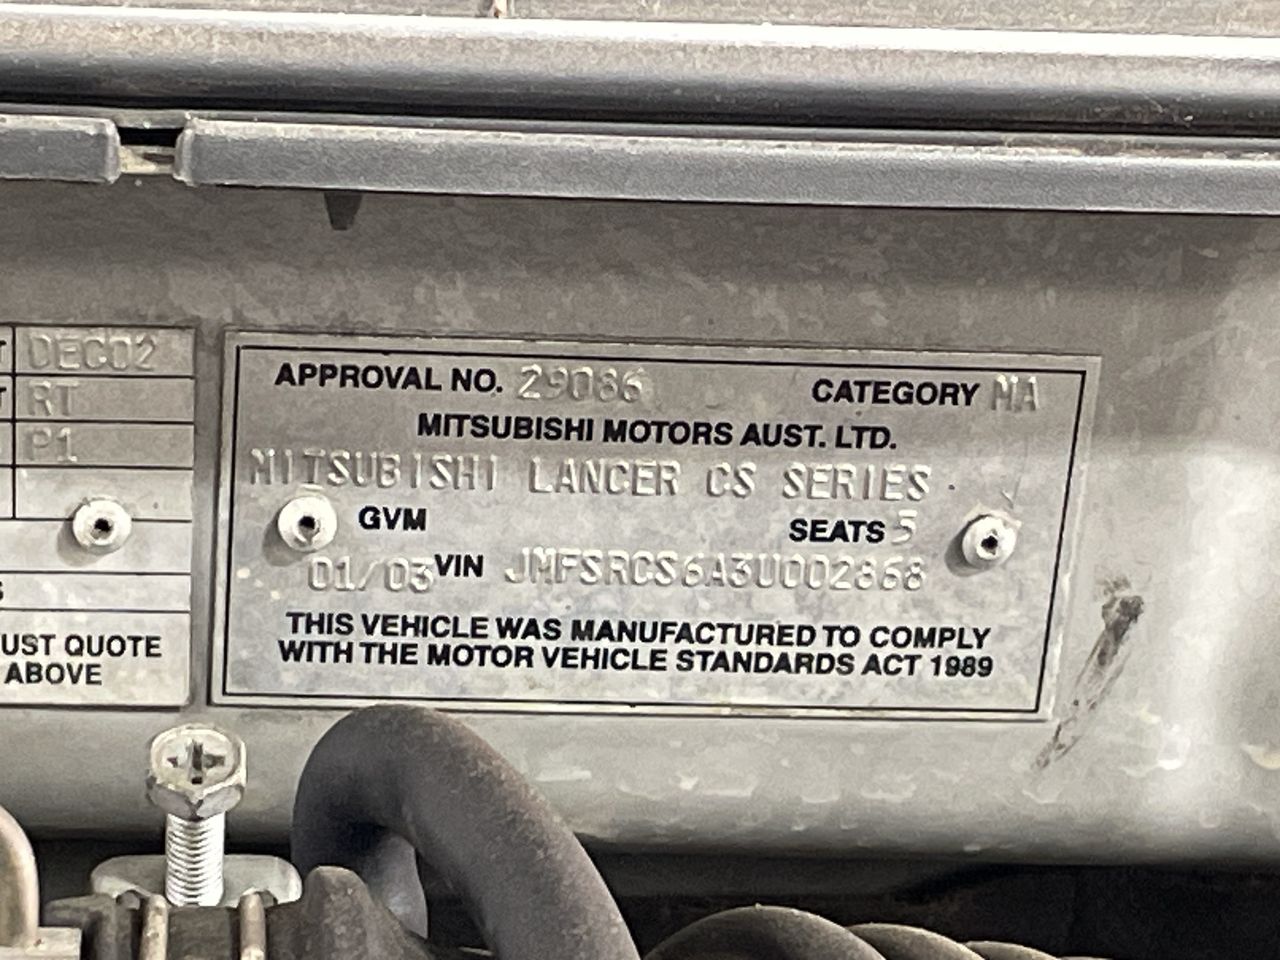 DEC02
RT
P1
UST QUOTE
ABOVE
APPROVAL NO. 29086 CATEGORY MA
MITSUBISHI MOTORS AUST. LTD.
MITSUBISHI LANCER CS SERIES
GVM SEATS 5
01/03 VIN JMFSRCS6A3U002868
THIS VEHICLE WAS MANUFACTURED TO COMPLY
WITH THE MOTOR VEHICLE STANDARDS ACT 1989